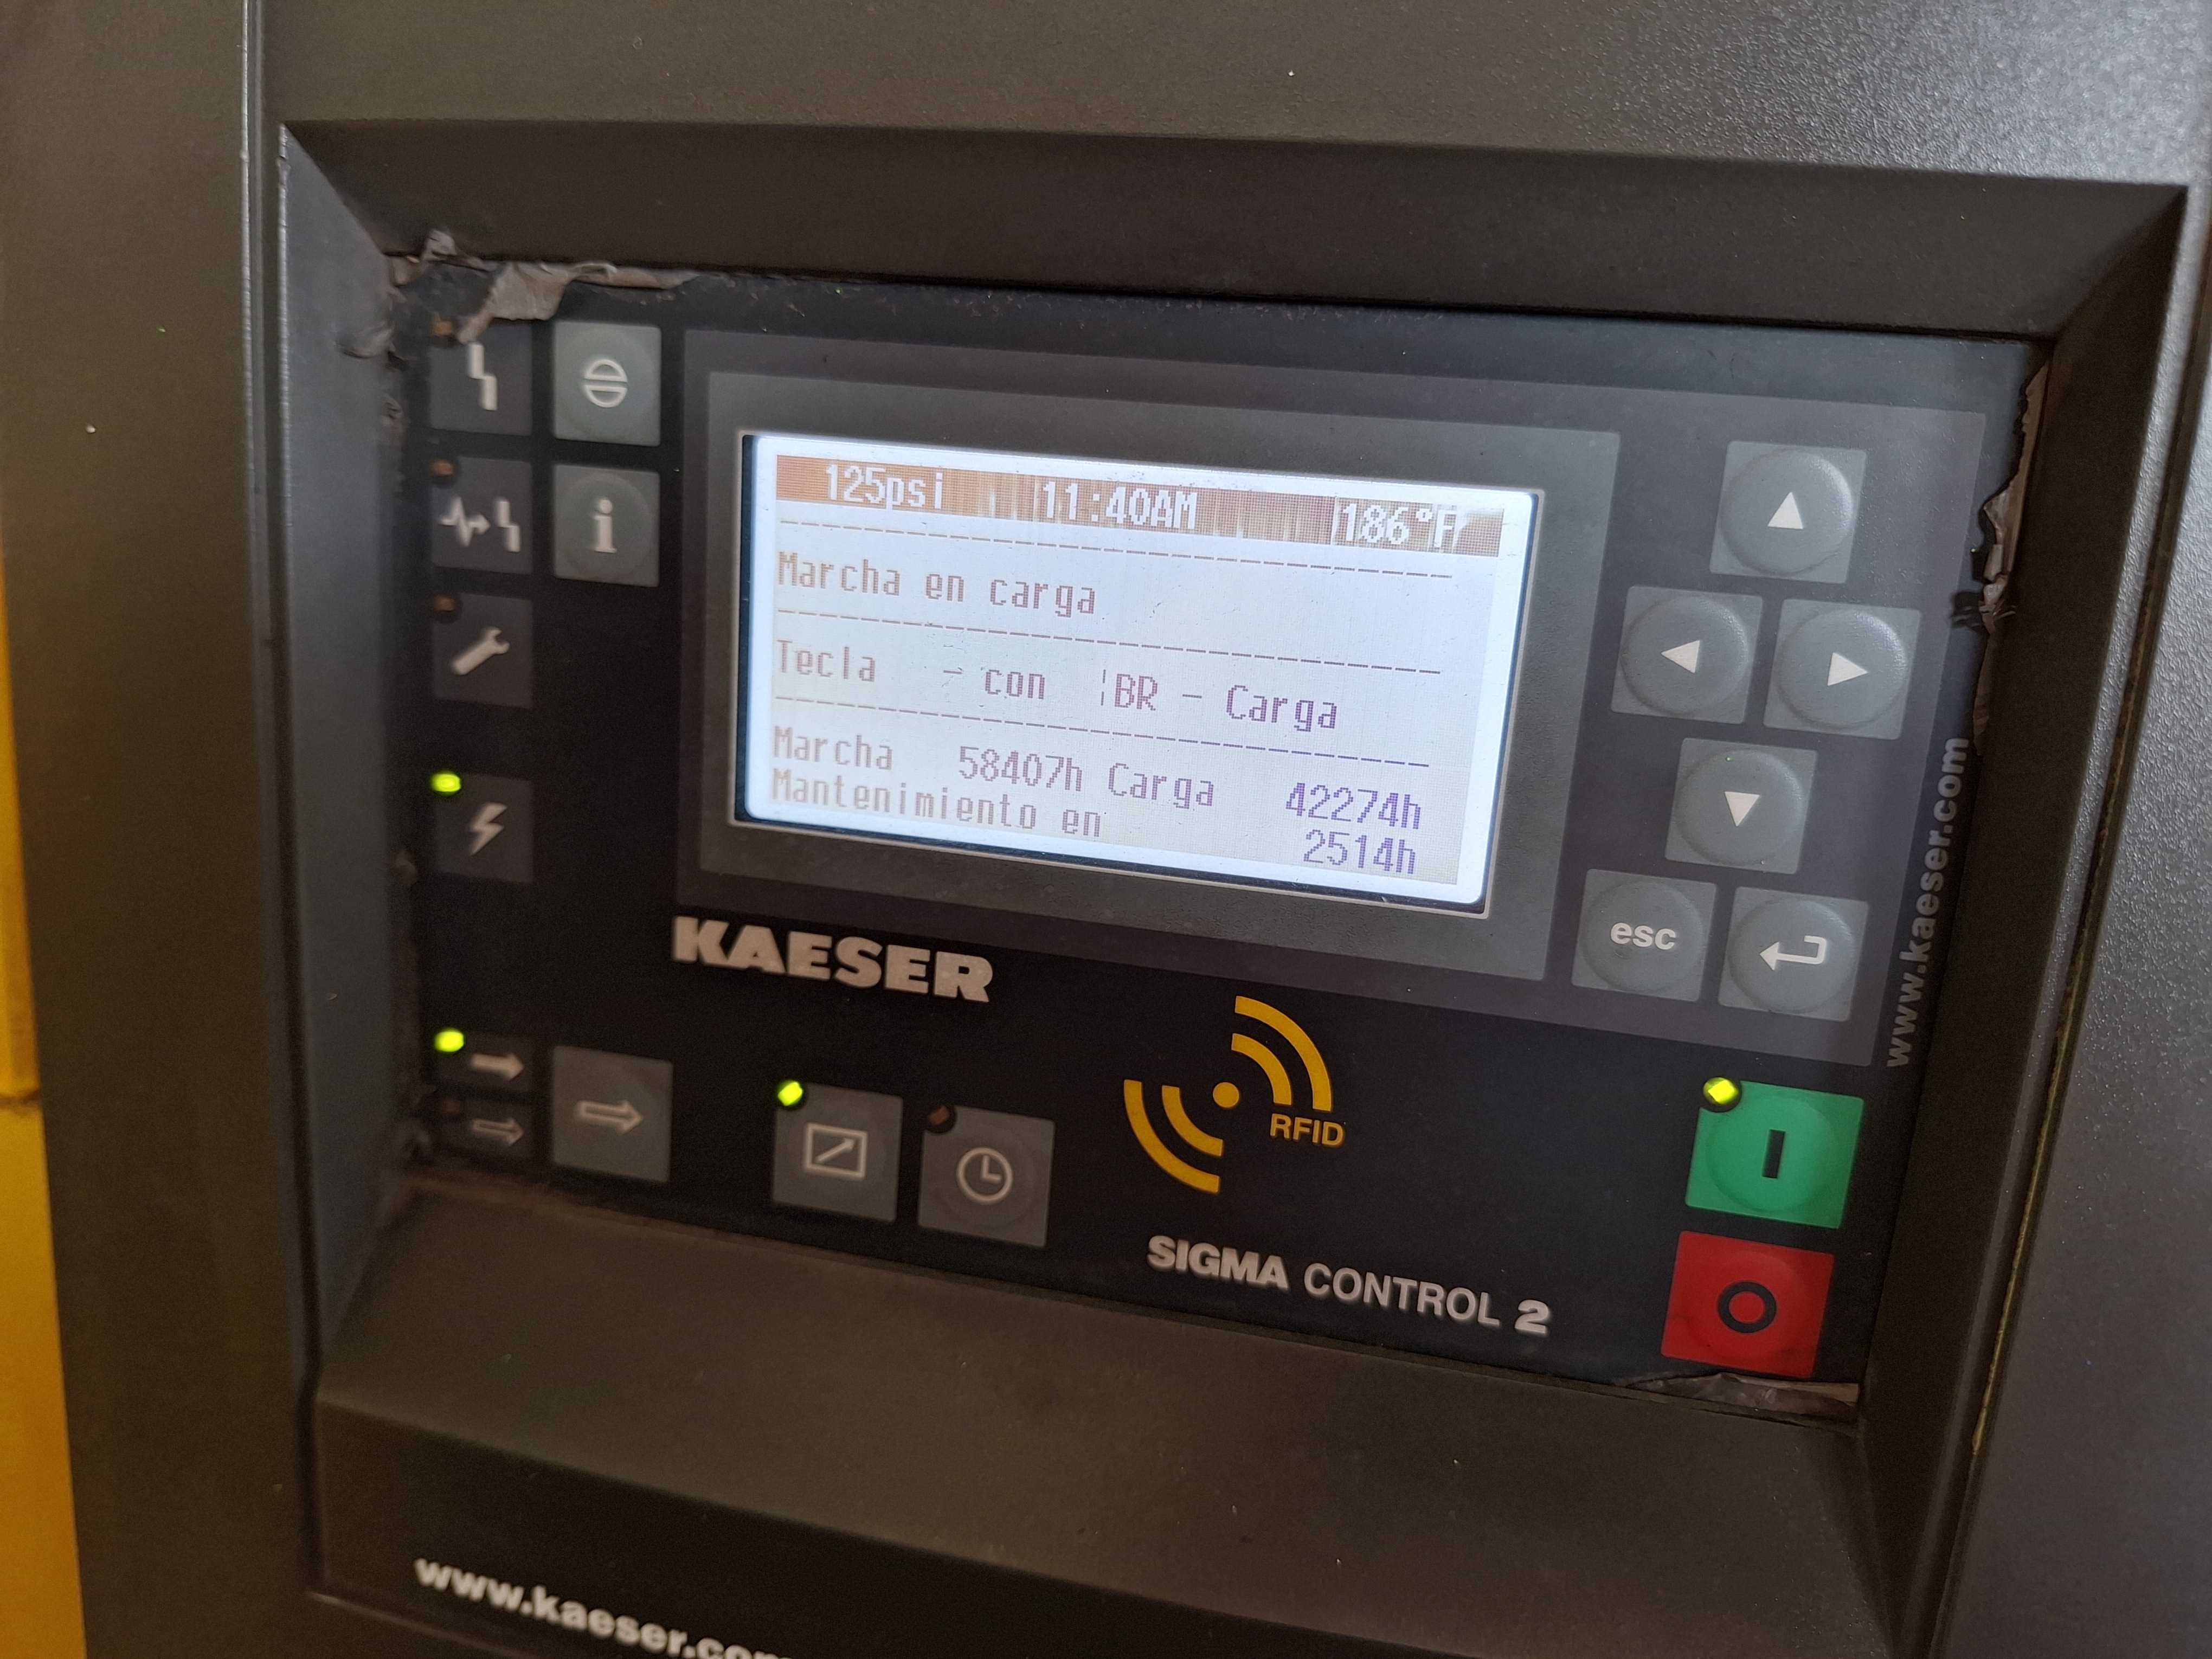 125psi 11:40AM 186°F
Marcha en carga
Tecla - con ¦BR - Carga
Marcha 58407h Carga 42274h
Mantenimiento en 2514h
KAESER
esc
www.kaeser.com
RFID
SIGMA CONTROL 2
www.kaeser.com